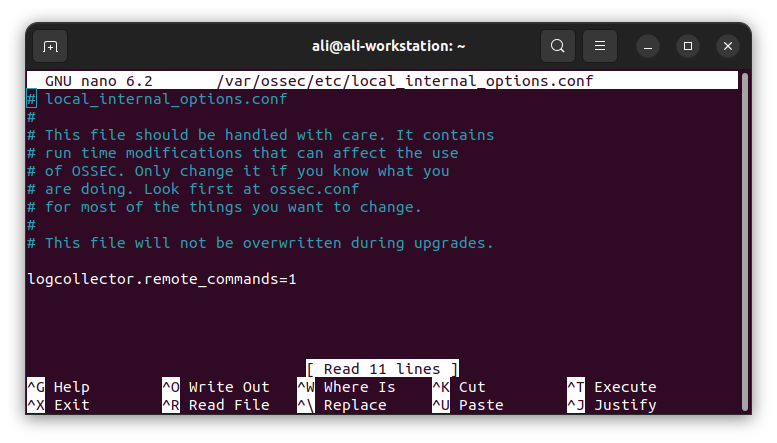 ali@ali-workstation: ~
GNU nano 6.2 /var/ossec/etc/local_internal_options.conf
# local_internal_options.conf
#
# This file should be handled with care. It contains
# run time modifications that can affect the use
# of OSSEC. Only change it if you know what you
# are doing. Look first at ossec.conf
# for most of the things you want to change.
#
# This file will not be overwritten during upgrades.
logcollector.remote_commands=1
[ Read 11 lines ]
^G Help ^O Write Out ^W Where Is ^K Cut ^T Execute
^X Exit ^R Read File ^\ Replace ^U Paste ^J Justify